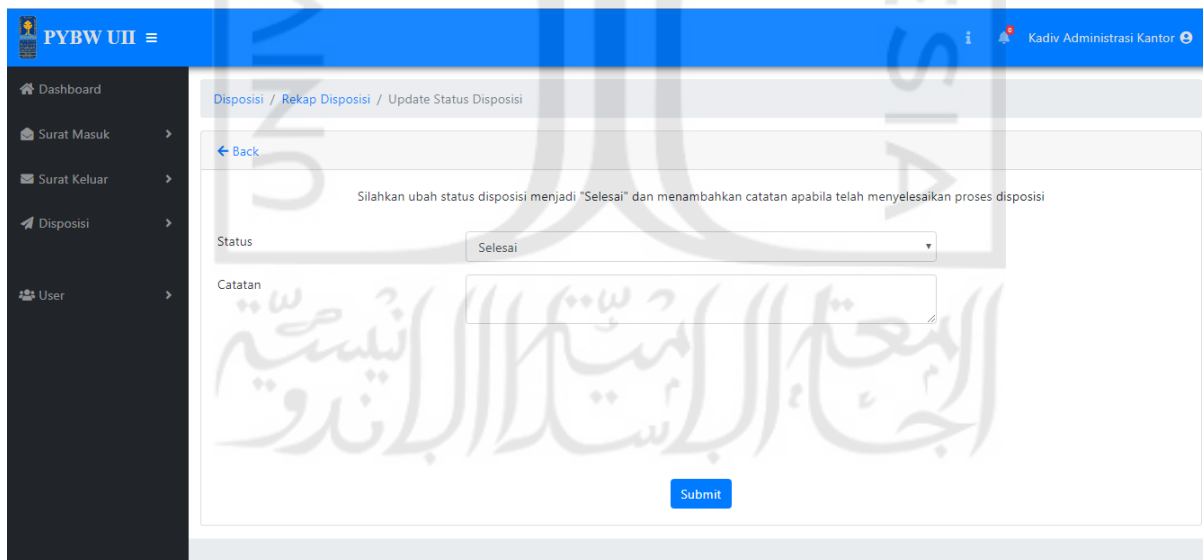 PYBW UII
Kadiv Administrasi Kantor
Dashboard
Surat Masuk
Surat Keluar
Disposisi
User
Disposisi / Rekap Disposisi / Update Status Disposisi
Back
Silahkan ubah status disposisi menjadi "Selesai" dan menambahkan catatan apabila telah menyelesaikan proses disposisi
Status
Selesai
Catatan
Submit